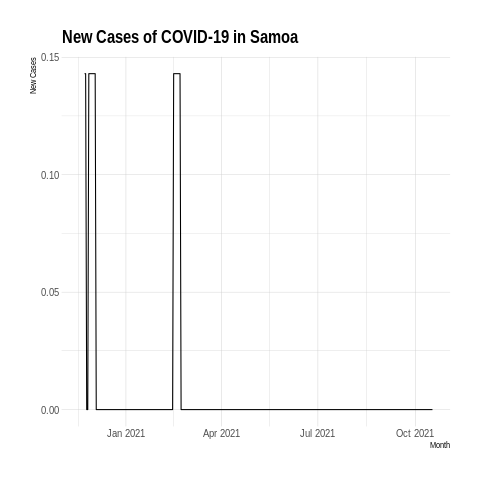 New Cases of COVID-19 in Samoa
New Cases
0.15
0.10
0.05
0.00
Jan 2021
Apr 2021
Jul 2021
Oct 2021
Month